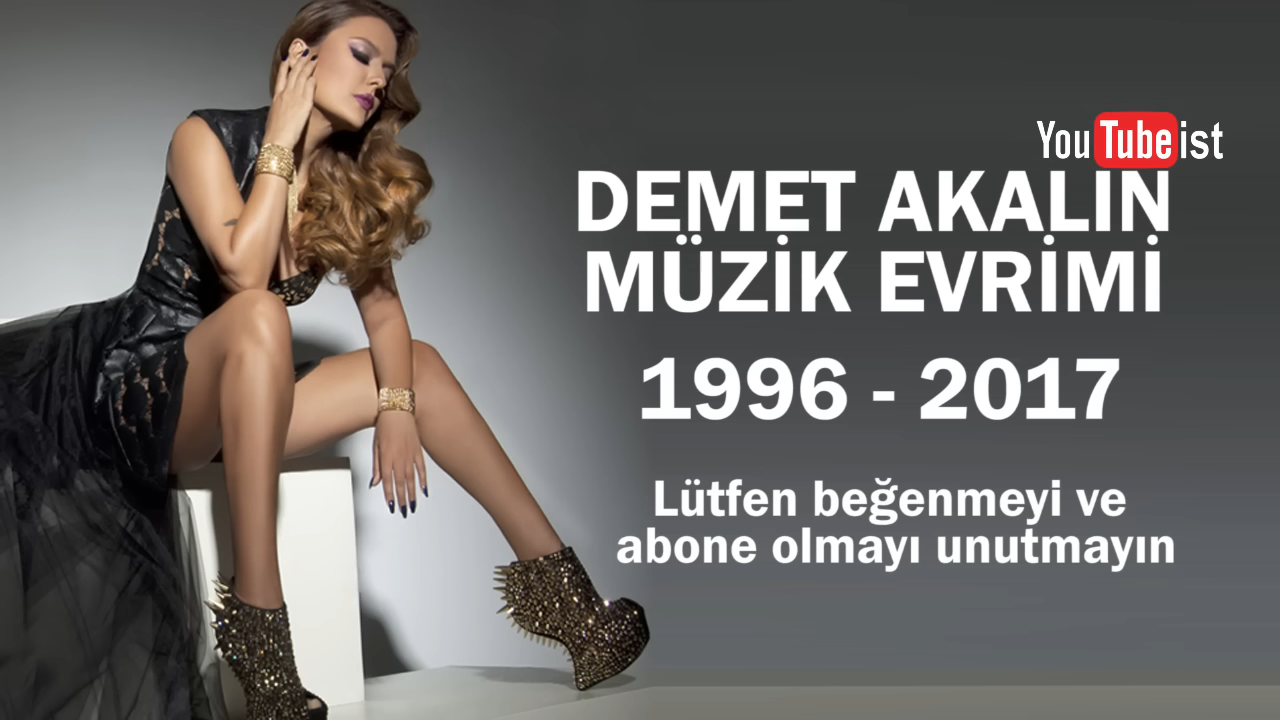 YouTubeist
DEMET AKALIN
MÜZİK EVRİMİ
1996 - 2017
Lütfen beğenmeyi ve
abone olmayı unutmayın